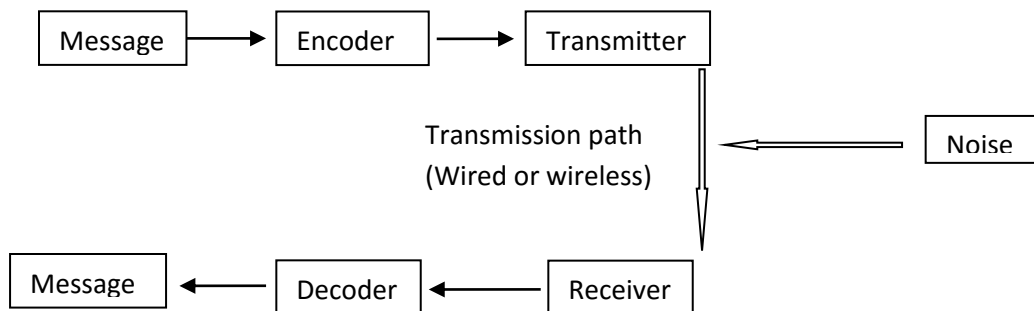 Message
Encoder
Transmitter
Transmission path
(Wired or wireless)
Noise
Message
Decoder
Receiver